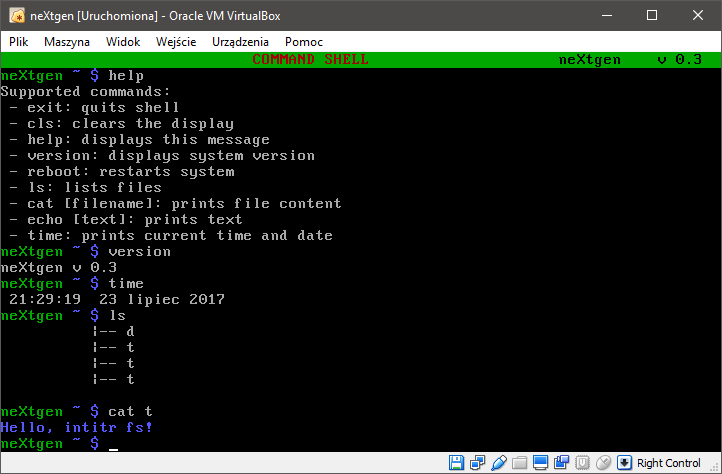 neXtgen [Uruchomiona] - Oracle VM VirtualBox
Plik Maszyna Widok Wejście Urządzenia Pomoc
COMMAND SHELL neXtgen v 0.3
neXtgen ~ $ help
Supported commands:
- exit: quits shell
- cls: clears the display
- help: displays this message
- version: displays system version
- reboot: restarts system
- ls: lists files
- cat [filename]: prints file content
- echo [text]: prints text
- time: prints current time and date
neXtgen ~ $ version
neXtgen v 0.3
neXtgen ~ $ time
21:29:19 23 lipiec 2017
neXtgen ~ $ ls
¦-- d
¦-- t
¦-- t
¦-- t
neXtgen ~ $ cat t
Hello, intitr fs!
neXtgen ~ $ _
Right Control